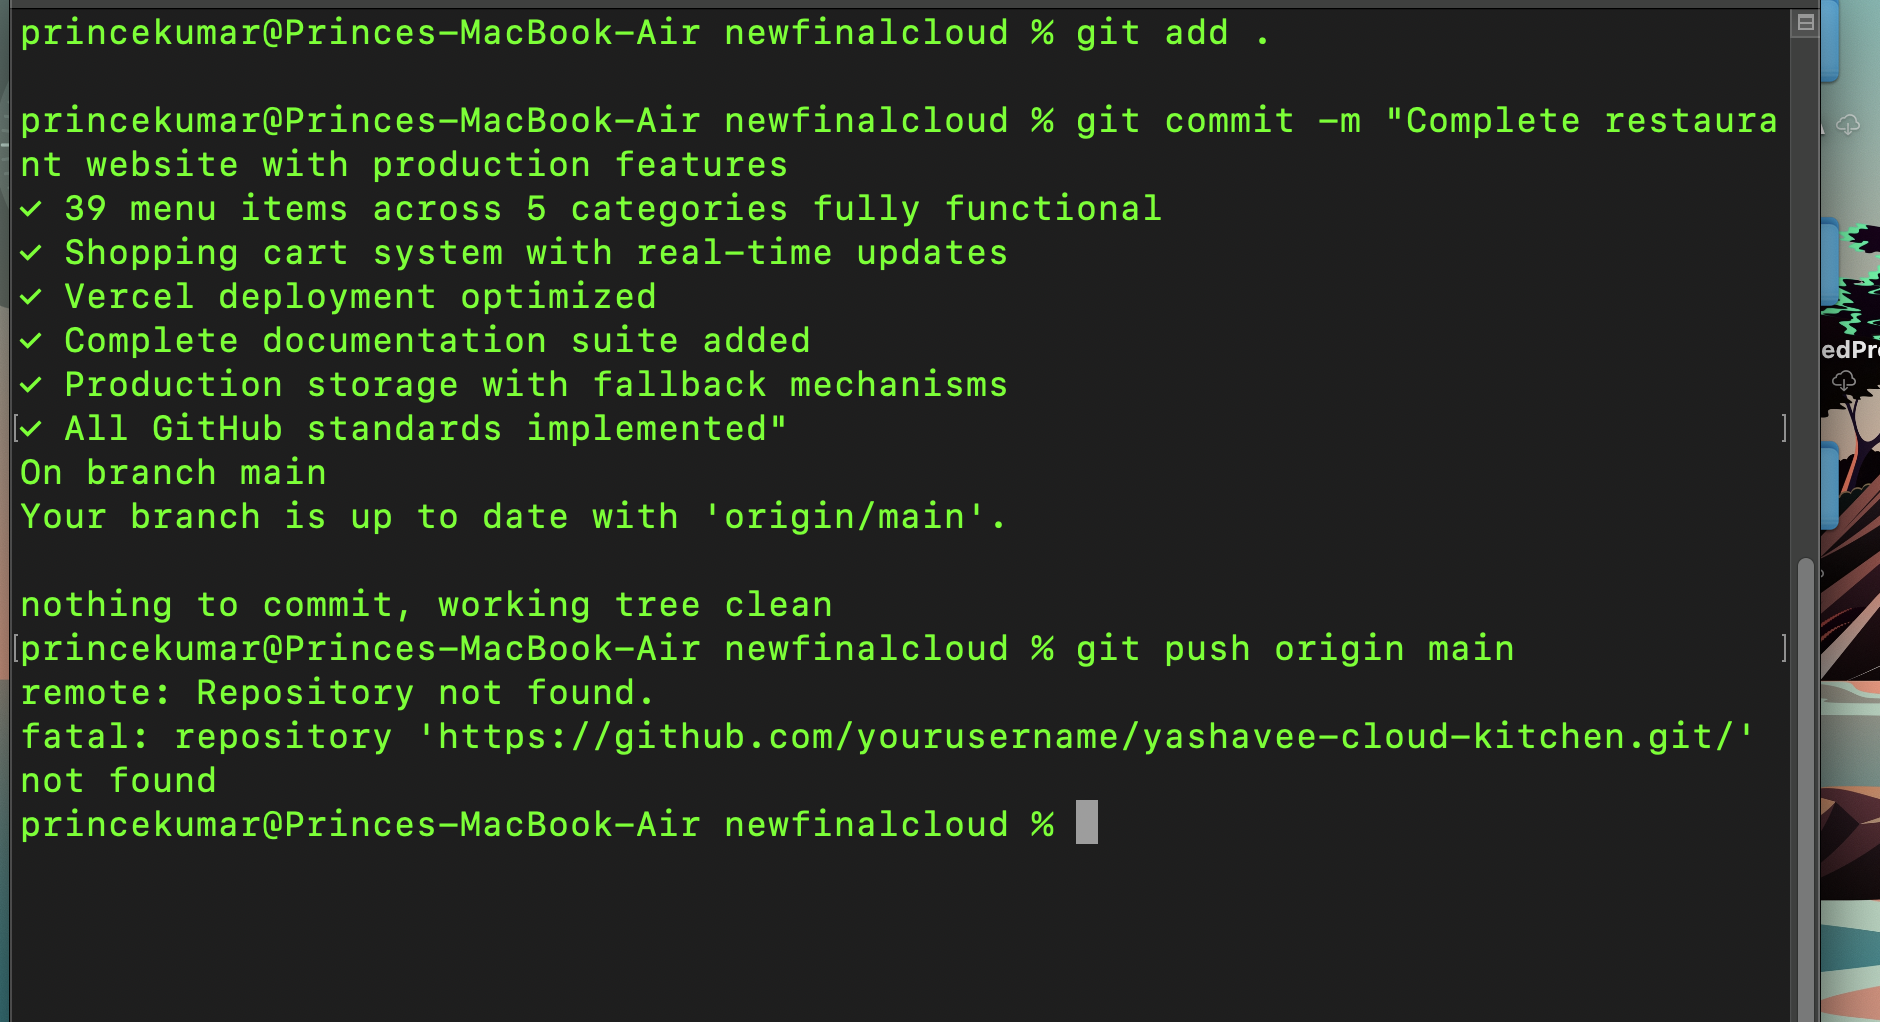 princekumar@Princes-MacBook-Air newfinalcloud % git add .
princekumar@Princes-MacBook-Air newfinalcloud % git commit -m "Complete restaura
nt website with production features
✓ 39 menu items across 5 categories fully functional
✓ Shopping cart system with real-time updates
✓ Vercel deployment optimized
✓ Complete documentation suite added
✓ Production storage with fallback mechanisms
[✓ All GitHub standards implemented" ]
On branch main
Your branch is up to date with 'origin/main'.
nothing to commit, working tree clean
[princekumar@Princes-MacBook-Air newfinalcloud % git push origin main ]
remote: Repository not found.
fatal: repository 'https://github.com/yourusername/yashavee-cloud-kitchen.git/'
not found
princekumar@Princes-MacBook-Air newfinalcloud %
edPr